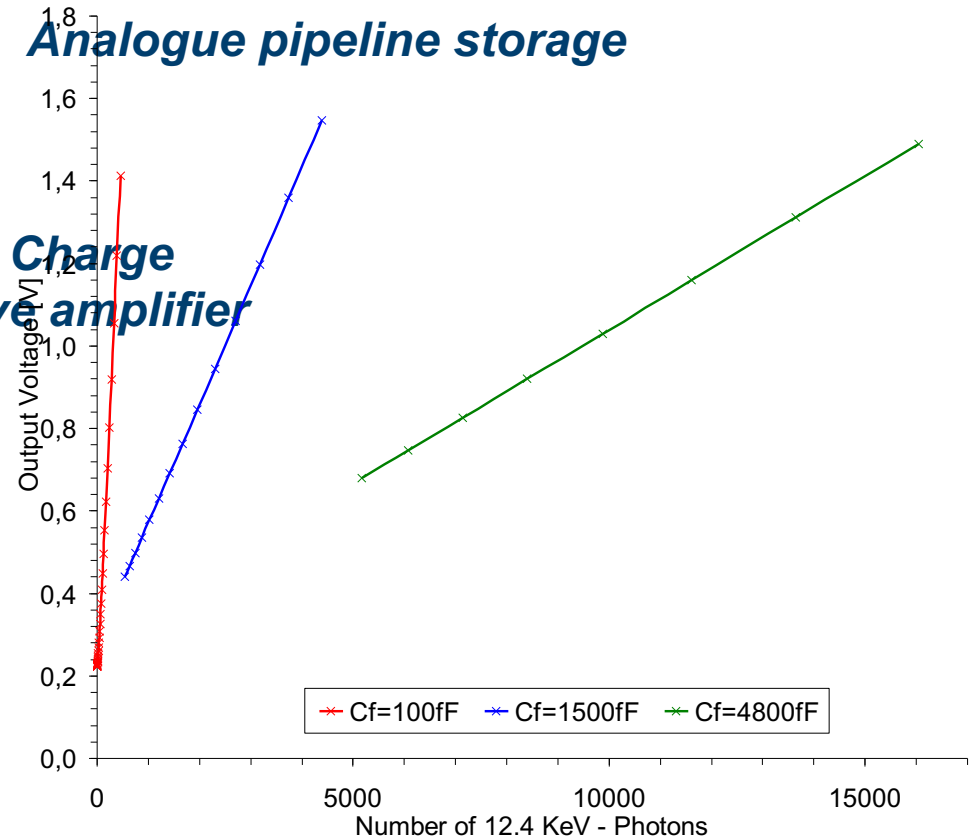 1,8
Analogue pipeline storage
1,6
1,4
Charge
1,2
ve amplifier
Output Voltage [V]
1,0
0,8
0,6
0,4
0,2
Cf=100fF Cf=1500fF Cf=4800fF
0,0
0 5000 10000 15000
Number of 12.4 KeV - Photons